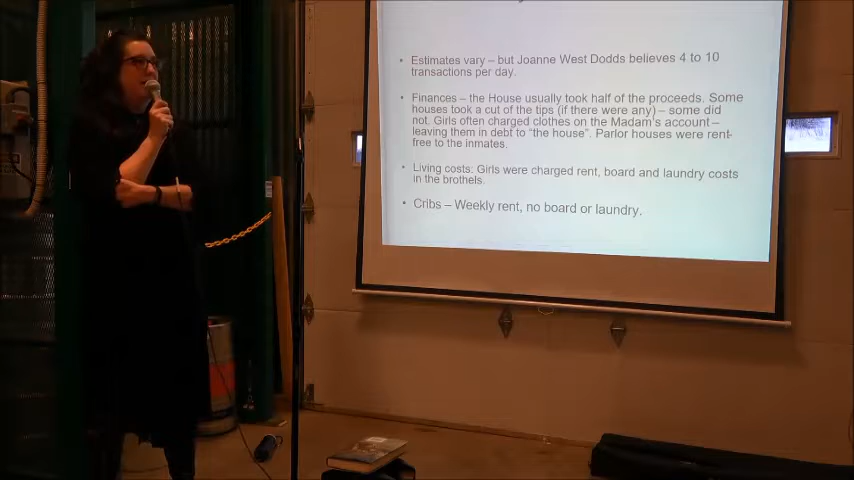 • Estimates vary – but Joanne West Dodds believes 4 to 10
transactions per day.
• Finances – the House usually took half of the proceeds. Some
houses took a cut of the tips (if there were any) – some did
not. Girls often charged clothes on the Madam's account –
leaving them in debt to "the house". Parlor houses were rent-
free to the inmates.
• Living costs: Girls were charged rent, board and laundry costs
in the brothels.
• Cribs – Weekly rent, no board or laundry.